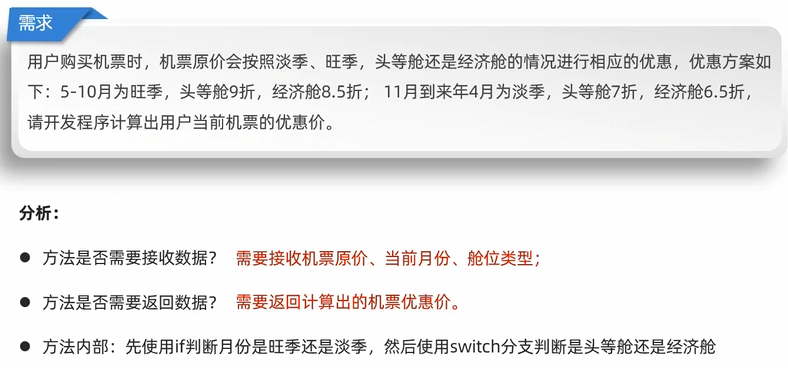 需求
用户购买机票时，机票原价会按照淡季、旺季，头等舱还是经济舱的情况进行相应的优惠，优惠方案如
下：5-10月为旺季，头等舱9折，经济舱8.5折； 11月到来年4月为淡季，头等舱7折，经济舱6.5折，
请开发程序计算出用户当前机票的优惠价。
分析：
● 方法是否需要接收数据？ 需要接收机票原价、当前月份、舱位类型；
● 方法是否需要返回数据？ 需要返回计算出的机票优惠价。
● 方法内部：先使用if判断月份是旺季还是淡季，然后使用switch分支判断是头等舱还是经济舱